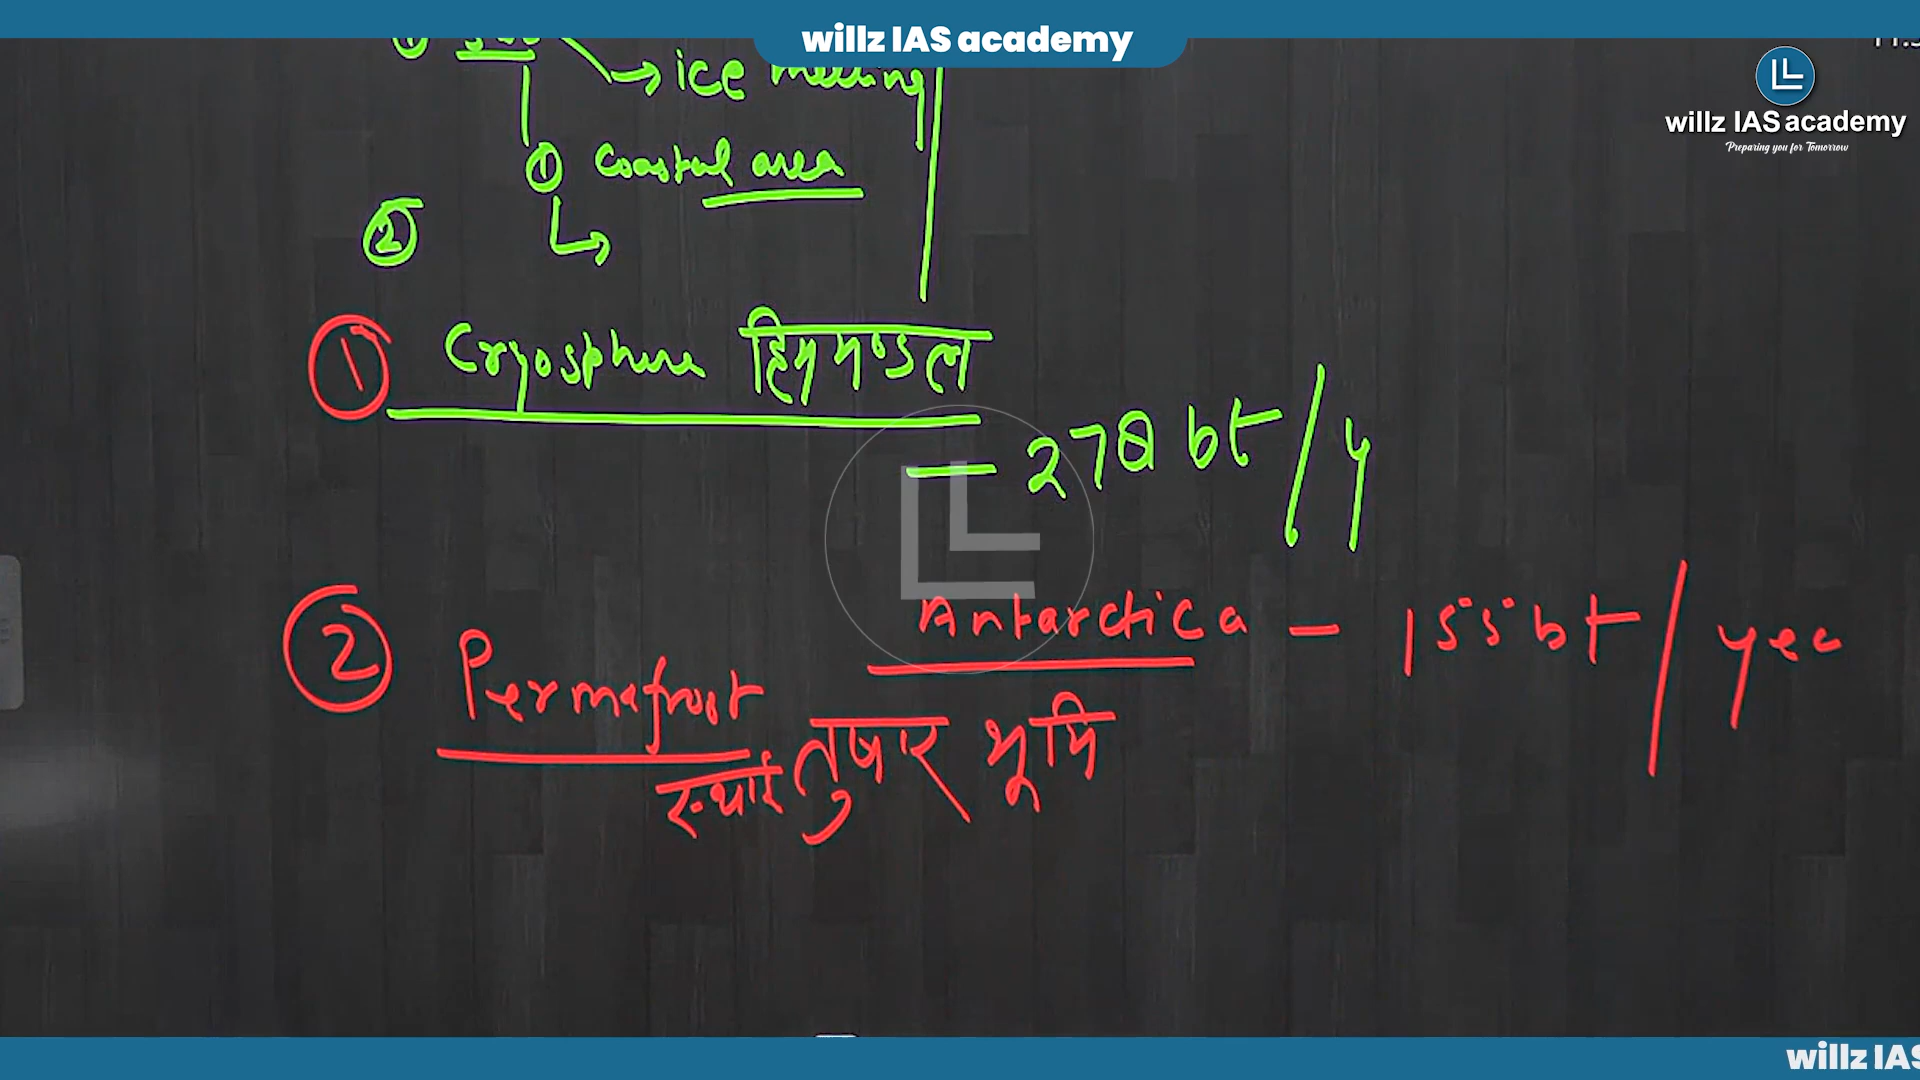 willz IAS academy
willz IAS academy
Preparing you for Tomorrow
→ ice melting
① coastal area
②
① Cryosphere हिममण्डल
— 278 bt/y
Antarctica — 155 bt/yea
② Permafrost
स्थाई तुषार भूमि
willz IAS